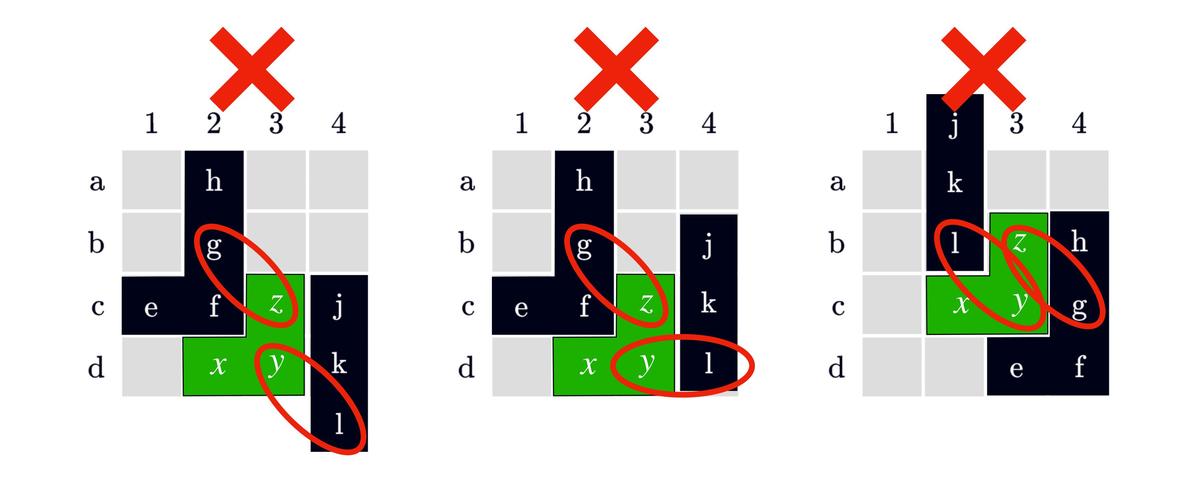 1 2 3 4
a h
b g
c e f z j
d x y k
l
1 2 3 4
a h
b g j
c e f z k
d x y l
1 j 3 4
a k
b l z h
c x y g
d e f